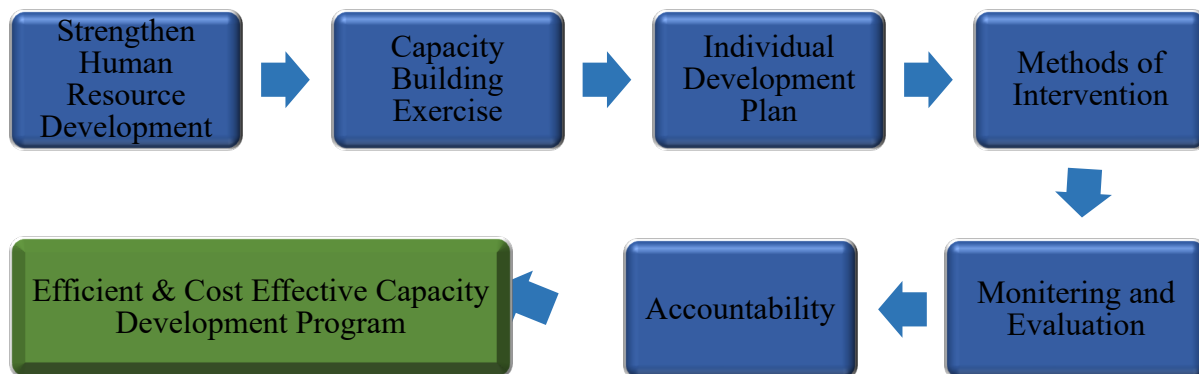 Strengthen
Human
Resource
Development
Capacity
Building
Exercise
Individual
Development
Plan
Methods of
Intervention
Monitering and
Evaluation
Accountability
Efficient & Cost Effective Capacity
Development Program